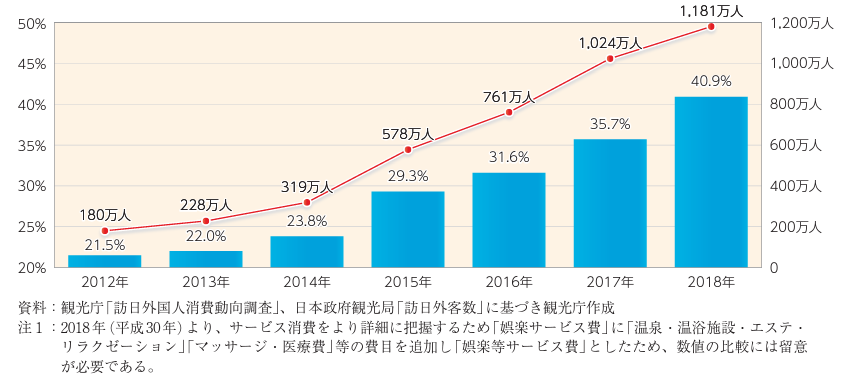 50%
45%
40%
35%
30%
25%
20%
1,200万人
1,000万人
800万人
600万人
400万人
200万人
0
180万人
228万人
319万人
578万人
761万人
1,024万人
1,181万人
21.5%
22.0%
23.8%
29.3%
31.6%
35.7%
40.9%
2012年
2013年
2014年
2015年
2016年
2017年
2018年
資料：観光庁「訪日外国人消費動向調査」、日本政府観光局「訪日外客数」に基づき観光庁作成
注1：2018年（平成30年）より、サービス消費をより詳細に把握するため「娯楽サービス費」に「温泉・温浴施設・エステ・
リラクゼーション」「マッサージ・医療費」等の費目を追加し「娯楽等サービス費」としたため、数値の比較には留意
が必要である。